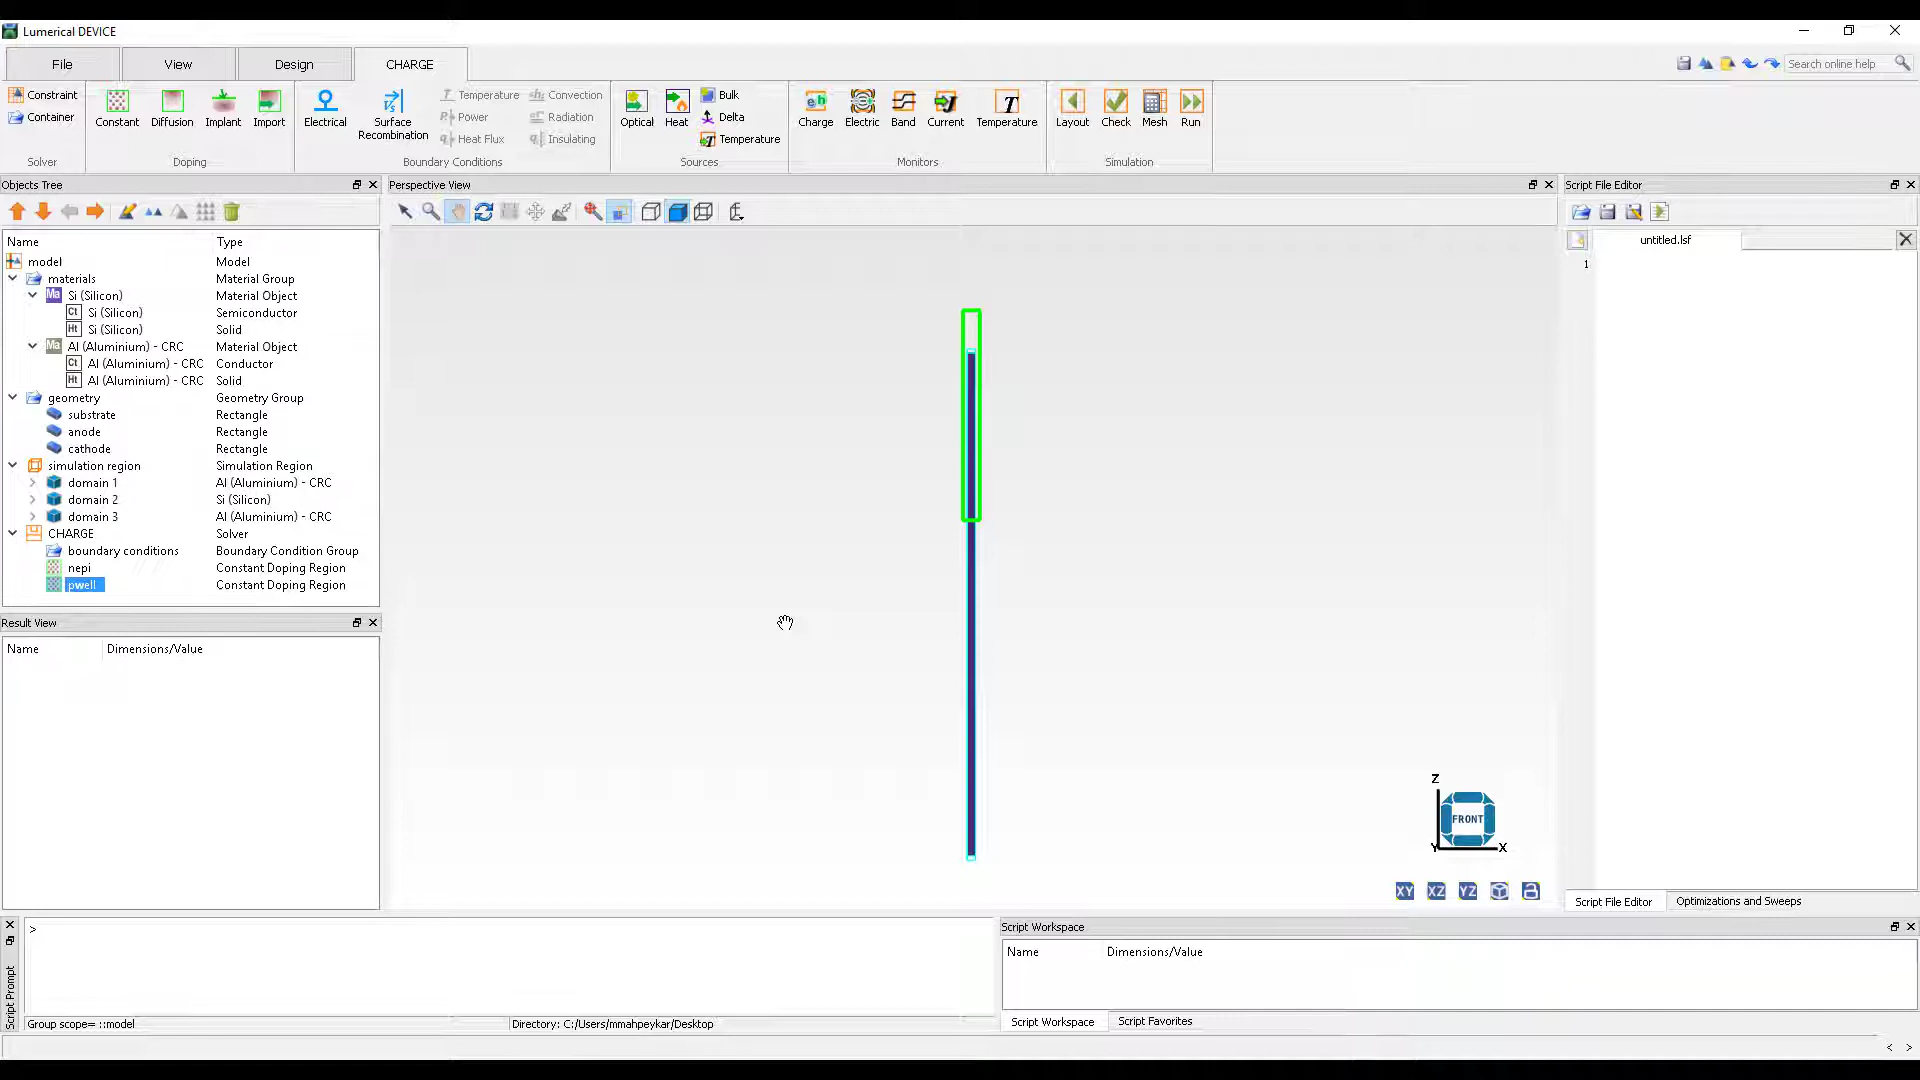 Lumerical DEVICE
File View Design CHARGE
Search online help
Constraint
Container
Solver
Constant Diffusion Implant Import
Doping
Electrical
Surface
Recombination
Temperature Convection
Power Radiation
Heat Flux Insulating
Boundary Conditions
Optical Heat
Bulk
Delta
Temperature
Sources
Charge Electric Band Current Temperature
Monitors
Layout Check Mesh Run
Simulation
Objects Tree
Name Type
model Model
materials Material Group
Ma Si (Silicon) Material Object
Ct Si (Silicon) Semiconductor
Ht Si (Silicon) Solid
Ma Al (Aluminium) - CRC Material Object
Ct Al (Aluminium) - CRC Conductor
Ht Al (Aluminium) - CRC Solid
geometry Geometry Group
substrate Rectangle
anode Rectangle
cathode Rectangle
simulation region Simulation Region
domain 1 Al (Aluminium) - CRC
domain 2 Si (Silicon)
domain 3 Al (Aluminium) - CRC
CHARGE Solver
boundary conditions Boundary Condition Group
nepi Constant Doping Region
pwell Constant Doping Region
Result View
Name Dimensions/Value
Perspective View
Z
FRONT
Y X
XY XZ YZ
Script File Editor
untitled.lsf
1
Script File Editor Optimizations and Sweeps
Script Prompt
>
Group scope= ::model Directory: C:/Users/mmahpeykar/Desktop
Script Workspace
Name Dimensions/Value
Script Workspace Script Favorites
< >